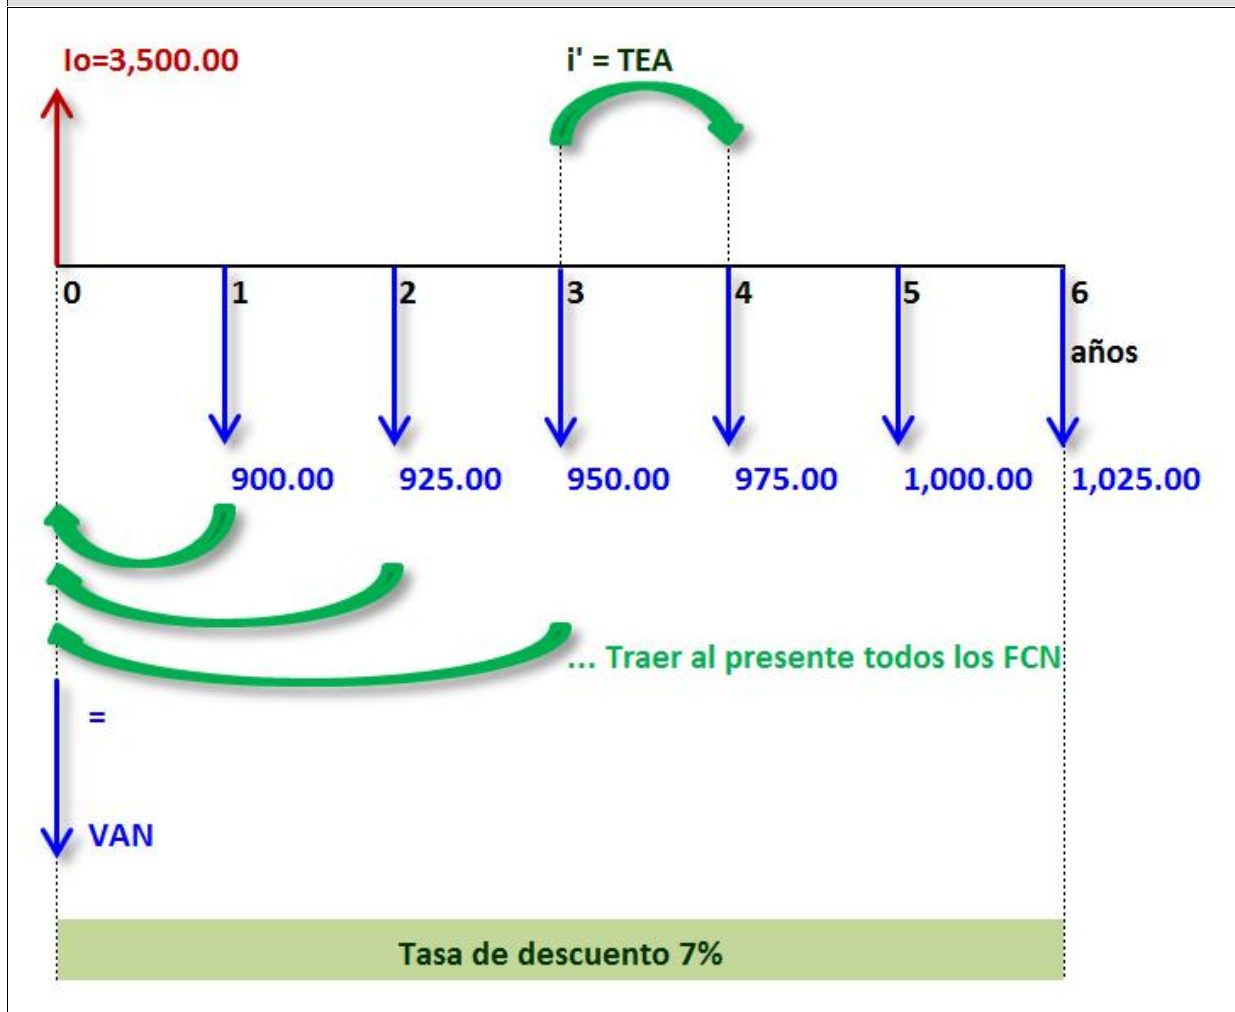 Io=3,500.00
i' = TEA
0 1 2 3 4 5 6
años
900.00 925.00 950.00 975.00 1,000.00 1,025.00
... Traer al presente todos los FCN
=
VAN
Tasa de descuento 7%